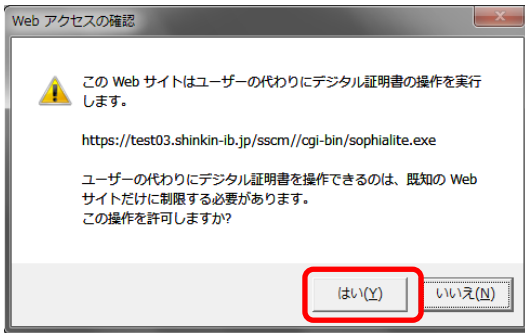 Web アクセスの確認
この Web サイトはユーザーの代わりにデジタル証明書の操作を実行
します。
https://test03.shinkin-ib.jp/sscm//cgi-bin/sophialite.exe
ユーザーの代わりにデジタル証明書を操作できるのは、既知の Web
サイトだけに制限する必要があります。
この操作を許可しますか?
はい(Y) いいえ(N)